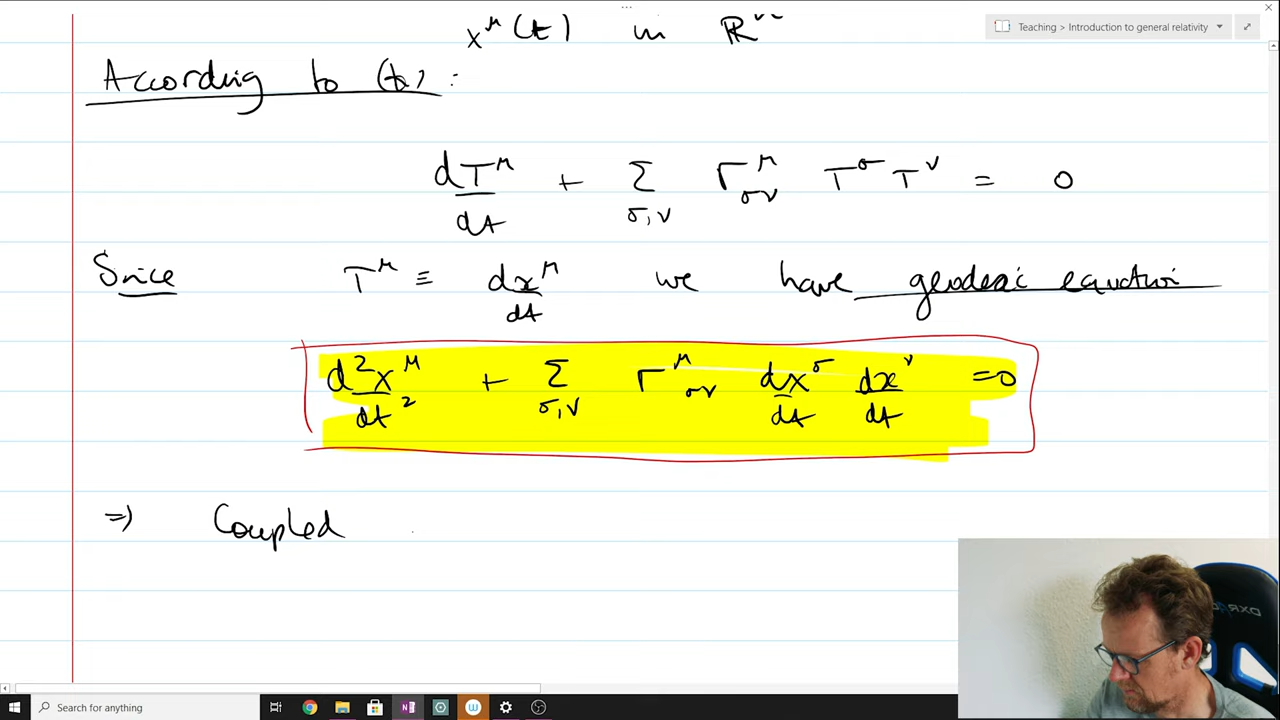 x^μ(t) in ℝ^n
Teaching > Introduction to general relativity
According to (*):
dT^μ/dt + Σ_{σ,ν} Γ^μ_{σν} T^σ T^ν = 0
Since T^μ ≡ dx^μ/dt we have geodesic equation
d²x^μ/dt² + Σ_{σ,ν} Γ^μ_{σν} dx^σ/dt dx^ν/dt =0
⇒ Coupled
Search for anything